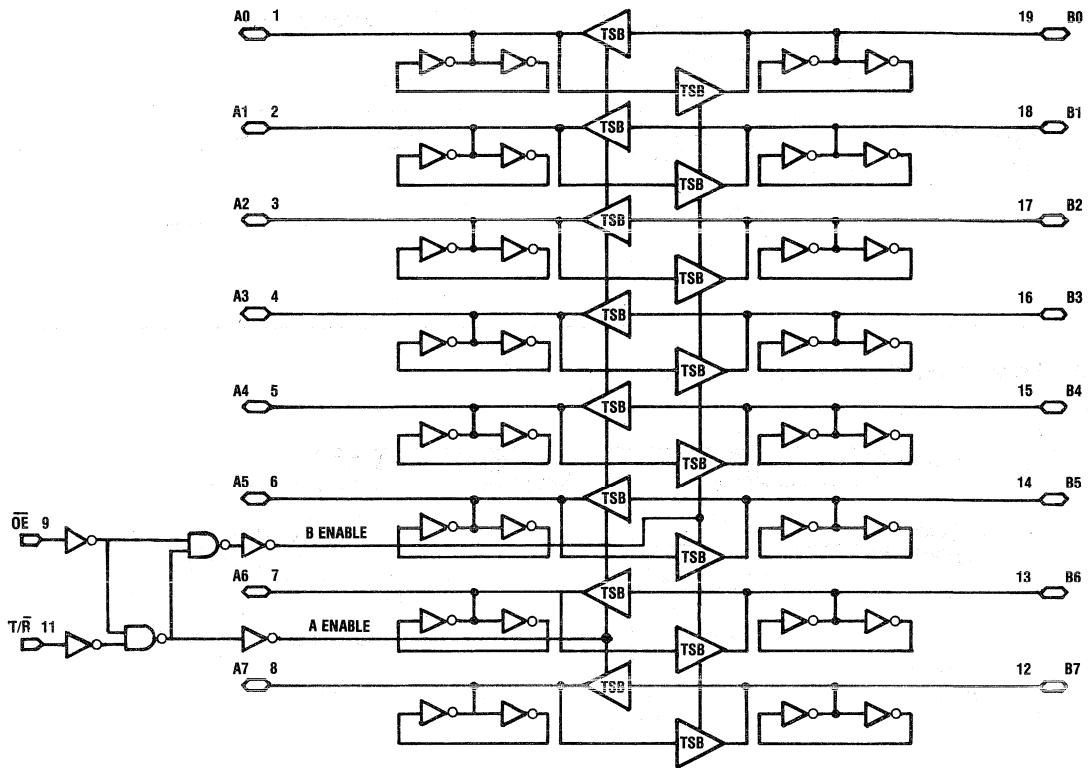 A0 1 TSB 19 B0
TSB
A1 2 TSB 18 B1
TSB
A2 3 TSB 17 B2
TSB
A3 4 TSB 16 B3
TSB
A4 5 TSB 15 B4
TSB
A5 6 TSB 14 B5
O̅E̅ 9 B ENABLE
TSB
A6 7 TSB 13 B6
T/R̅ 11 A ENABLE
TSB
A7 8 TSB 12 B7
TSB